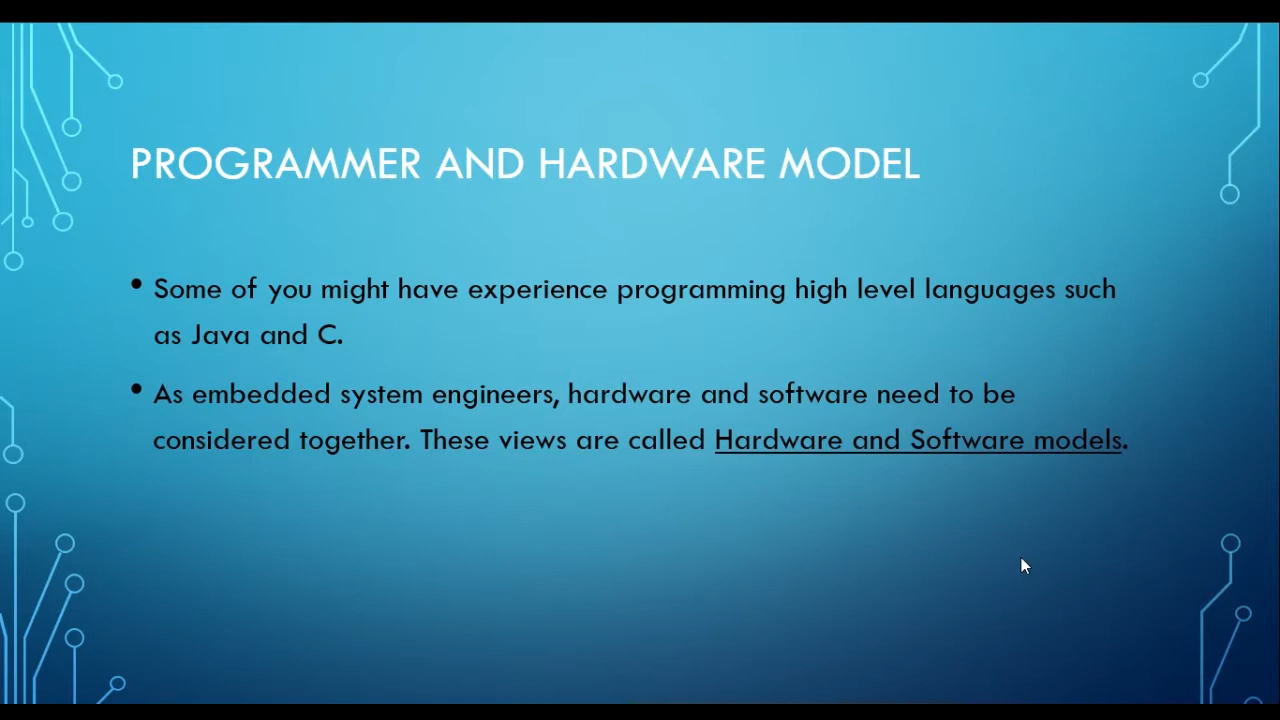 PROGRAMMER AND HARDWARE MODEL
• Some of you might have experience programming high level languages such
as Java and C.
• As embedded system engineers, hardware and software need to be
considered together. These views are called Hardware and Software models.